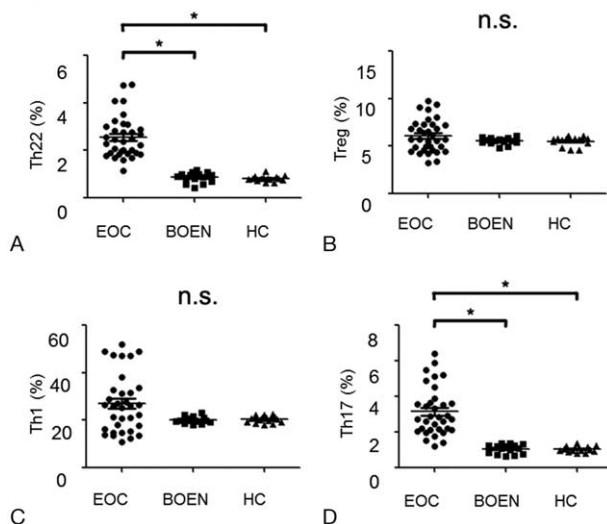 *
*
6
4
2
0
Th22 (%)
EOC BOEN HC
A
n.s.
15
10
5
0
Treg (%)
EOC BOEN HC
B
n.s.
60
40
20
0
Th1 (%)
EOC BOEN HC
C
*
*
8
6
4
2
0
Th17 (%)
EOC BOEN HC
D